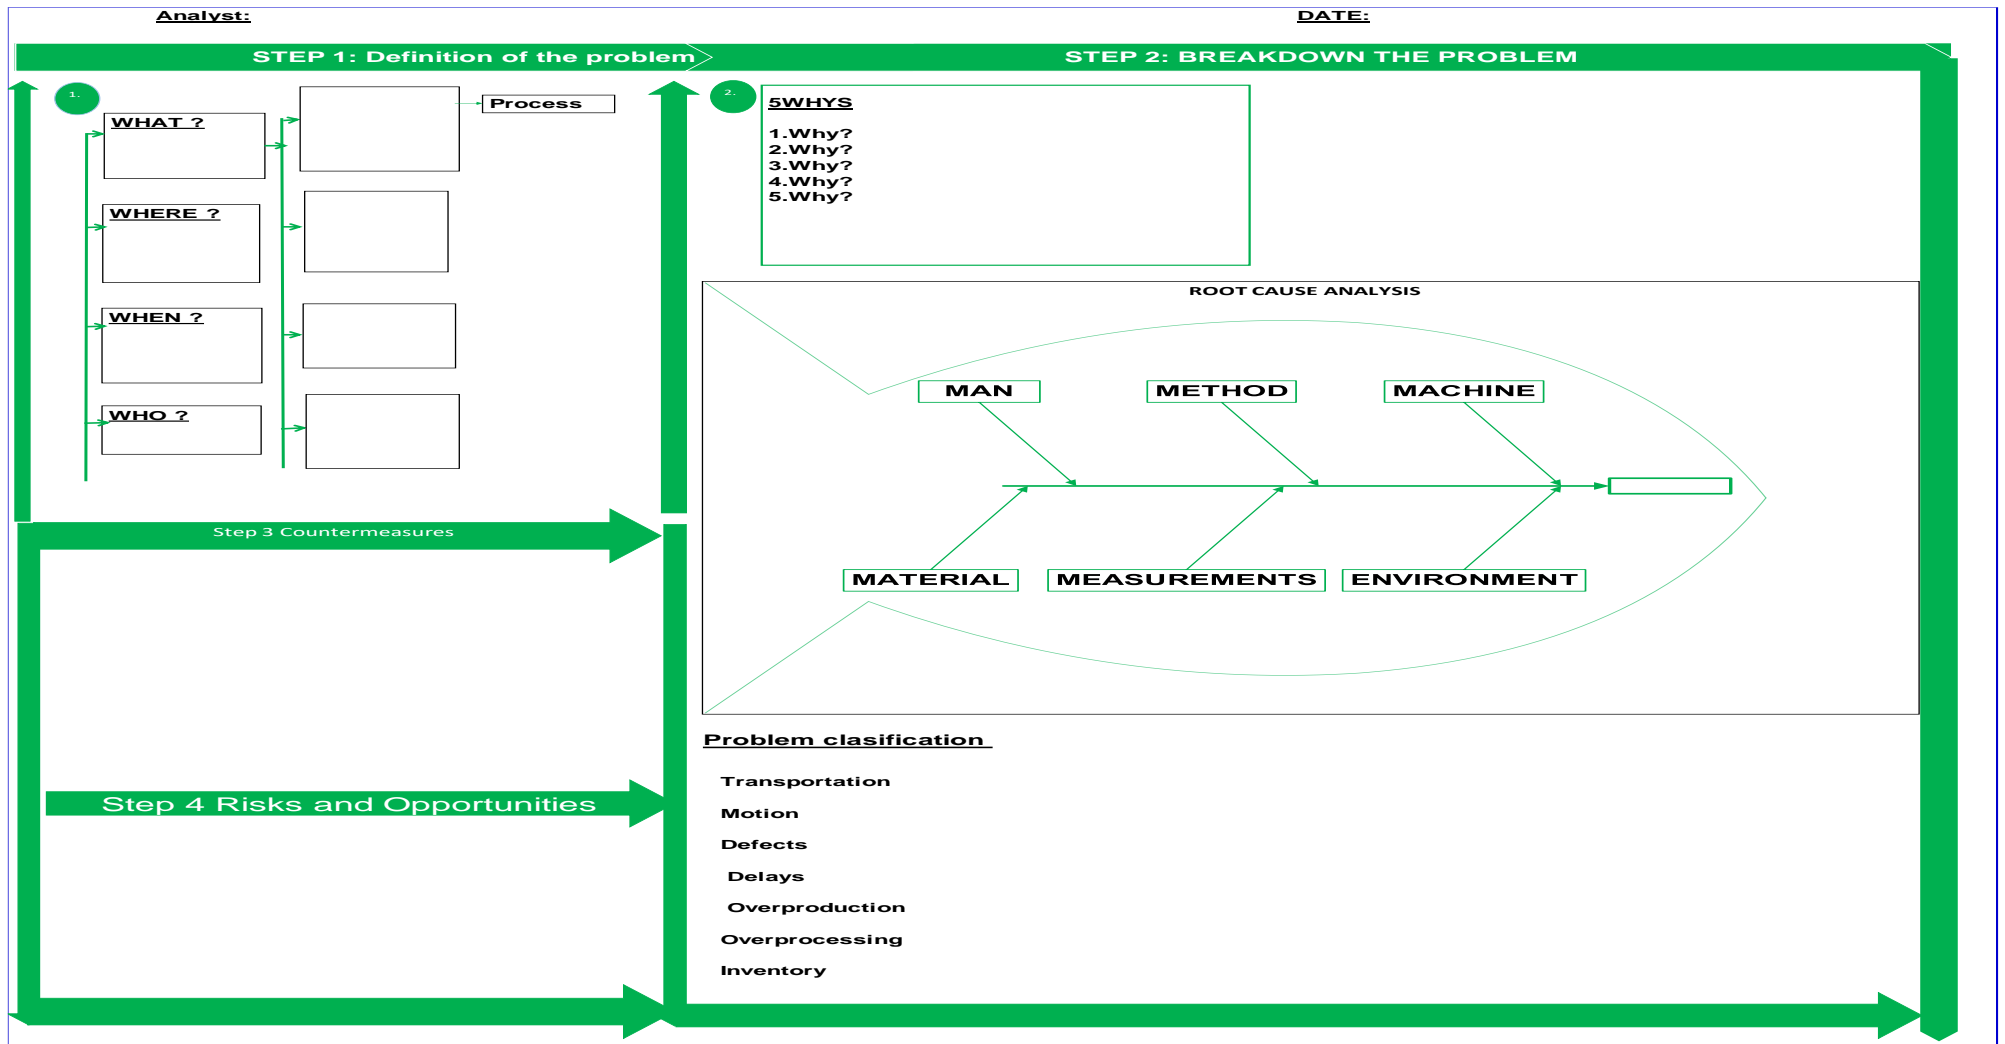 Analyst:
DATE:
STEP 1: Definition of the problem
STEP 2: BREAKDOWN THE PROBLEM
1.
WHAT ?
Process
WHERE ?
WHEN ?
WHO ?
2.
5WHYS
1.Why?
2.Why?
3.Why?
4.Why?
5.Why?
ROOT CAUSE ANALYSIS
MAN
METHOD
MACHINE
MATERIAL
MEASUREMENTS
ENVIRONMENT
Step 3 Countermeasures
Step 4 Risks and Opportunities
Problem clasification
Transportation
Motion
Defects
Delays
Overproduction
Overprocessing
Inventory